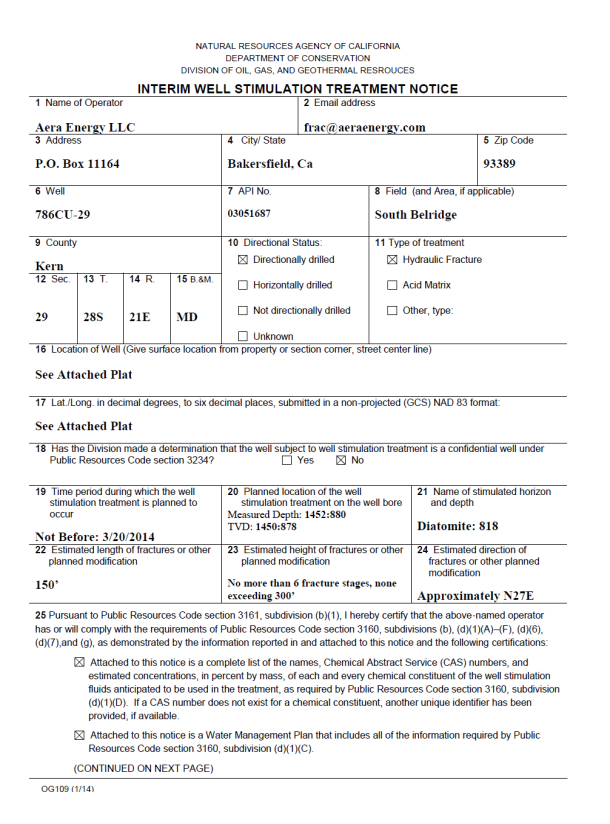 NATURAL RESOURCES AGENCY OF CALIFORNIA
DEPARTMENT OF CONSERVATION
DIVISION OF OIL, GAS, AND GEOTHERMAL RESROUCES
INTERIM WELL STIMULATION TREATMENT NOTICE
1 Name of Operator
2 Email address
Aera Energy LLC
frac@aeraenergy.com
3 Address
4 City/ State
5 Zip Code
P.O. Box 11164
Bakersfield, Ca
93389
6 Well
7 API No.
8 Field (and Area, if applicable)
786CU-29
03051687
South Belridge
9 County
Kern
10 Directional Status:
☒ Directionally drilled
☐ Horizontally drilled
☐ Not directionally drilled
☐ Unknown
11 Type of treatment
☒ Hydraulic Fracture
☐ Acid Matrix
☐ Other, type:
12 Sec.
13 T.
14 R.
15 B.&M.
29
28S
21E
MD
16 Location of Well (Give surface location from property or section corner, street center line)
See Attached Plat
17 Lat./Long. in decimal degrees, to six decimal places, submitted in a non-projected (GCS) NAD 83 format:
See Attached Plat
18 Has the Division made a determination that the well subject to well stimulation treatment is a confidential well under
Public Resources Code section 3234? ☐ Yes ☒ No
19 Time period during which the well
stimulation treatment is planned to
occur
Not Before: 3/20/2014
20 Planned location of the well
stimulation treatment on the well bore
Measured Depth: 1452:880
TVD: 1450:878
21 Name of stimulated horizon
and depth
Diatomite: 818
22 Estimated length of fractures or other
planned modification
150’
23 Estimated height of fractures or other
planned modification
No more than 6 fracture stages, none
exceeding 300’
24 Estimated direction of
fractures or other planned
modification
Approximately N27E
25 Pursuant to Public Resources Code section 3161, subdivision (b)(1), I hereby certify that the above-named operator
has or will comply with the requirements of Public Resources Code section 3160, subdivisions (b), (d)(1)(A)–(F), (d)(6),
(d)(7),and (g), as demonstrated by the information reported in and attached to this notice and the following certifications:
☒ Attached to this notice is a complete list of the names, Chemical Abstract Service (CAS) numbers, and
estimated concentrations, in percent by mass, of each and every chemical constituent of the well stimulation
fluids anticipated to be used in the treatment, as required by Public Resources Code section 3160, subdivision
(d)(1)(D). If a CAS number does not exist for a chemical constituent, another unique identifier has been
provided, if available.
☒ Attached to this notice is a Water Management Plan that includes all of the information required by Public
Resources Code section 3160, subdivision (d)(1)(C).
(CONTINUED ON NEXT PAGE)
OG109 (1/14)